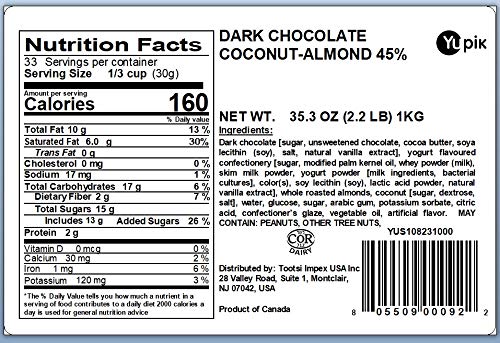 Nutrition Facts
33 Servings per container
Serving Size 1/3 cup (30g)
Amount per serving
Calories 160
% Daily value
Total Fat 10 g 13 %
Saturated Fat 6.0 g 30%
Trans Fat 0 g
Cholesterol 0 mg 0 %
Sodium 17 mg 1 %
Total Carbohydrates 17 g 6 %
Dietary Fiber 2 g 7 %
Total Sugars 15 g
Includes 13 g Added Sugars 26 %
Protein 2 g
Vitamin D 0 mcg 0 %
Calcium 30 mg 2 %
Iron 1 mg 6 %
Potassium 120 mg 3 %
*The % Daily Value tells you how much a nutrient in a
serving of food contributes to a daily diet 2000 calories a
day is used for general nutrition advice
DARK CHOCOLATE
COCONUT-ALMOND 45%
Yupik
NET WT. 35.3 OZ (2.2 LB) 1KG
Ingredients:
Dark chocolate [sugar, unsweetened chocolate, cocoa butter, soya
lecithin (soy), salt, natural vanilla extract], yogurt flavoured
confectionery [sugar, modified palm kernel oil, whey powder (milk),
skim milk powder, yogurt powder [milk ingredients, bacterial
cultures], color(s), soy lecithin (soy), lactic acid powder, natural
vanilla extract], whole roasted almonds, coconut [sugar, dextrose,
salt], water, glucose, sugar, arabic gum, potassium sorbate, citric
acid, confectioner's glaze, vegetable oil, artificial flavor. MAY
CONTAIN: PEANUTS, OTHER TREE NUTS,
YUS108231000
COR
DAIRY
Distributed by: Tootsi Impex USA Inc
28 Valley Road, Suite 1, Montclair,
NJ 07042, USA
Product of Canada
8 05509 00092 2